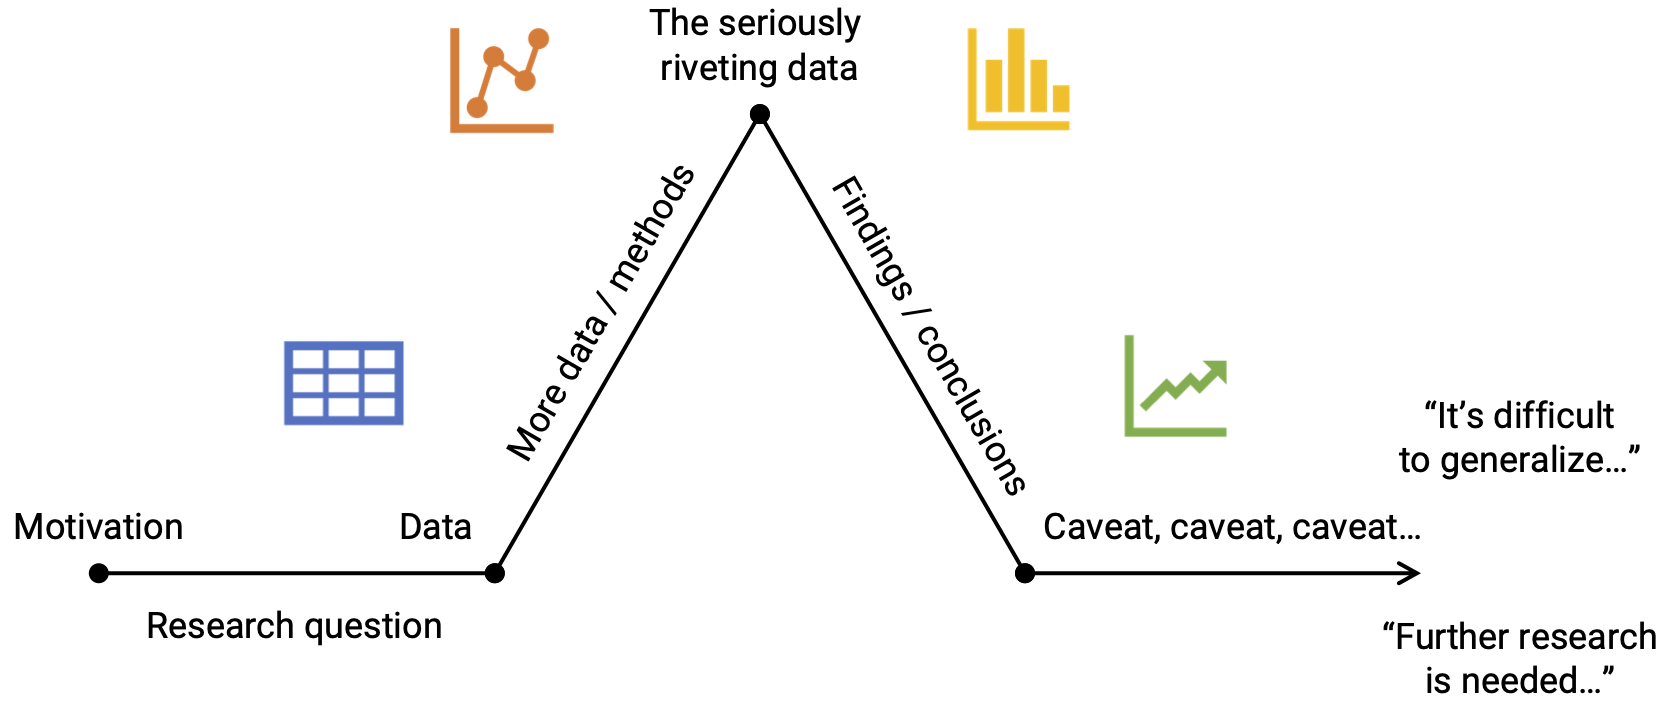 The seriously
riveting data
More data / methods
Findings / conclusions
“It’s difficult
to generalize…”
Motivation
Data
Caveat, caveat, caveat…
Research question
“Further research
is needed…”